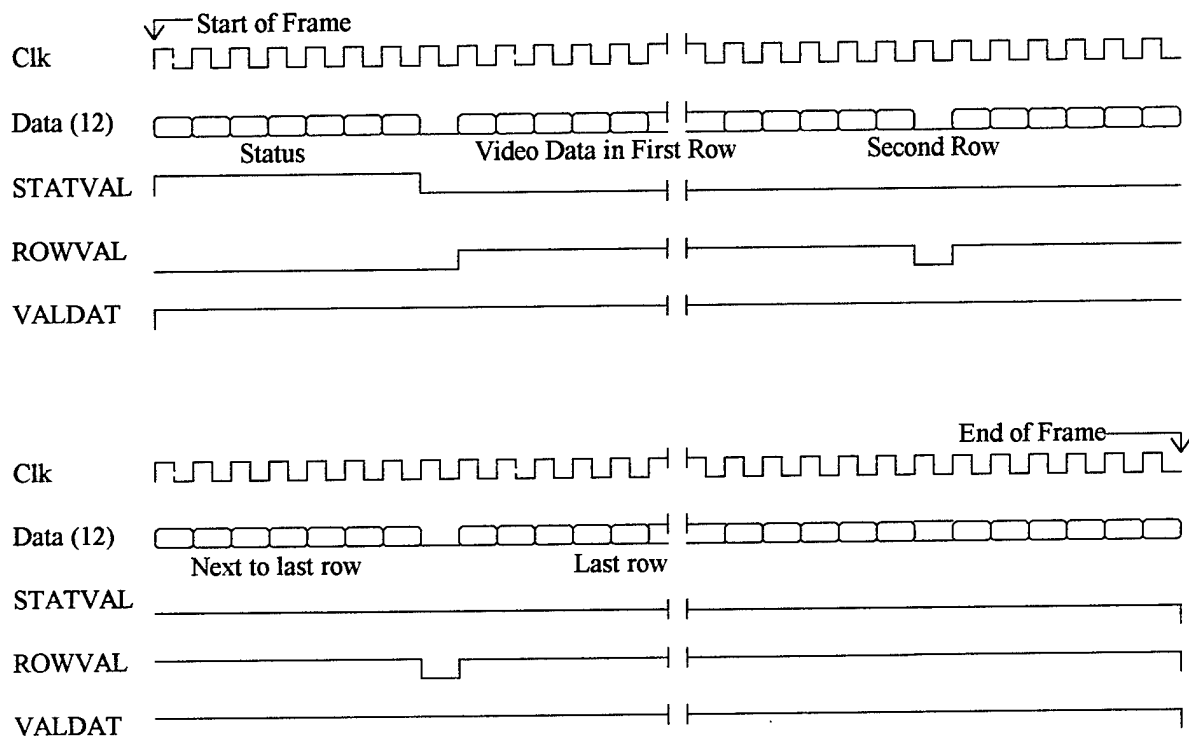 Start of Frame
Clk
Data (12)
Status
Video Data in First Row
Second Row
STATVAL
ROWVAL
VALDAT
End of Frame
Clk
Data (12)
Next to last row
Last row
STATVAL
ROWVAL
VALDAT